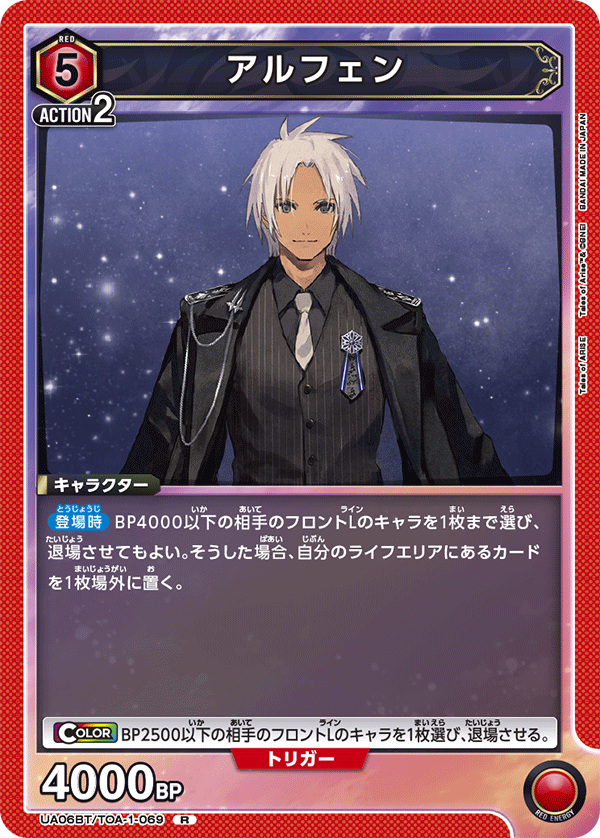 RED
5
アルフェン
ACTION2
BANDAI MADE IN JAPAN
Tales of Arise™& ©BNEI
Tales of ARISE
キャラクター
登場時 BP4000以下の相手のフロントLのキャラを1枚まで選び、
退場させてもよい。そうした場合、自分のライフエリアにあるカード
を1枚場外に置く。
COLOR BP2500以下の相手のフロントLのキャラを1枚選び、退場させる。
トリガー
4000BP
UA06BT/TOA-1-069 R
RED ENERGY